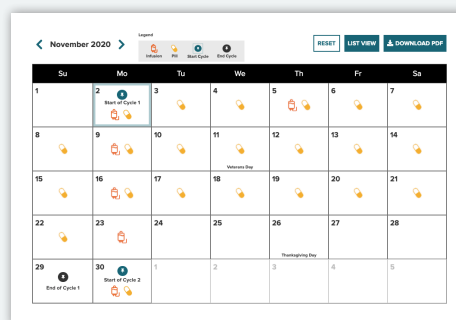 Legend
November 2020
Infusion Pill Start Cycle End Cycle
RESET LIST VIEW DOWNLOAD PDF
Su Mo Tu We Th Fr Sa
1 2 3 4 5 6 7
Start of Cycle 1
8 9 10 11 12 13 14
Veterans Day
15 16 17 18 19 20 21
22 23 24 25 26 27 28
Thanksgiving Day
29 30 1 2 3 4 5
End of Cycle 1 Start of Cycle 2